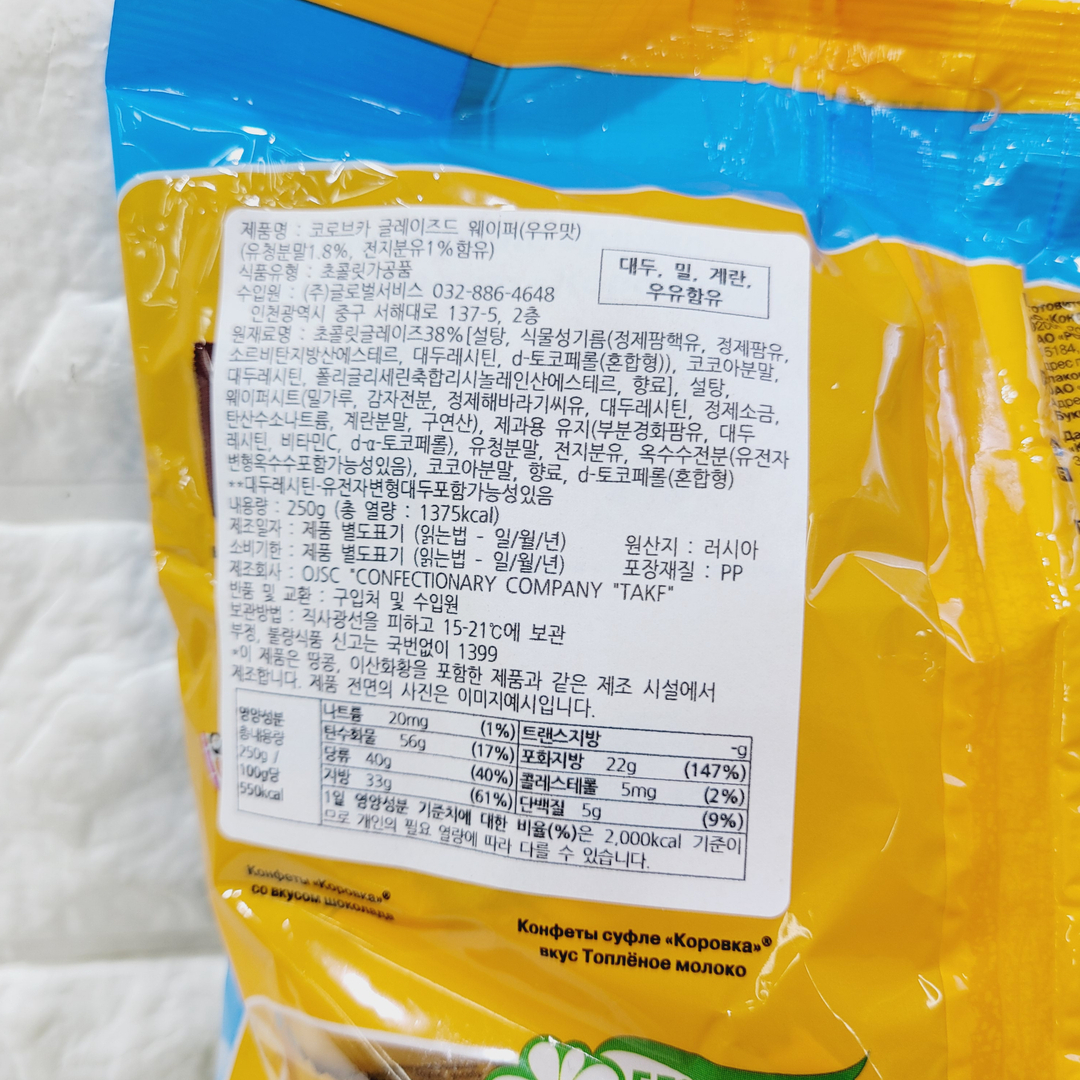 제품명 : 코로브카 글레이즈드 웨이퍼(우유맛)
(유청분말1.8%, 전지분유1%함유)
식품유형 : 초콜릿가공품
대두, 밀, 계란,
우유함유
수입원 : (주)글로벌서비스 032-886-4648
인천광역시 중구 서해대로 137-5, 2층
원재료명 : 초콜릿글레이즈38%[설탕, 식물성기름(정제팜핵유, 정제팜유,
소르비탄지방산에스테르, 대두레시틴, d-토코페롤(혼합형)), 코코아분말,
대두레시틴, 폴리글리세린축합리시놀레인산에스테르, 향료], 설탕,
웨이퍼시트(밀가루, 감자전분, 정제해바라기씨유, 대두레시틴, 정제소금,
탄산수소나트륨, 계란분말, 구연산), 제과용 유지(부분경화팜유, 대두
레시틴, 비타민C, d-α-토코페롤), 유청분말, 전지분유, 옥수수전분(유전자
변형옥수수포함가능성있음), 코코아분말, 향료, d-토코페롤(혼합형)
**대두레시틴-유전자변형대두포함가능성있음
내용량 : 250g (총 열량 : 1375kcal)
제조일자 : 제품 별도표기 (읽는법 - 일/월/년) 원산지 : 러시아
소비기한 : 제품 별도표기 (읽는법 - 일/월/년) 포장재질 : PP
제조회사 : OJSC "CONFECTIONARY COMPANY "TAKF"
반품 및 교환 : 구입처 및 수입원
보관방법 : 직사광선을 피하고 15-21℃에 보관
부정, 불량식품 신고는 국번없이 1399
*이 제품은 땅콩, 이산화황을 포함한 제품과 같은 제조 시설에서
제조합니다. 제품 전면의 사진은 이미지예시입니다.
영양성분
총내용량
250g /
100g당
550kcal
나트륨 20mg (1%) 트랜스지방 -g
탄수화물 56g (17%) 포화지방 22g (147%)
당류 40g (40%) 콜레스테롤 5mg (2%)
지방 33g (61%) 단백질 5g (9%)
1일 영양성분 기준치에 대한 비율(%)은 2,000kcal 기준이
므로 개인의 필요 열량에 따라 다를 수 있습니다.
Конфеты «Коровка»®
со вкусом шоколада
Конфеты суфле «Коровка»®
вкус Топлёное молоко